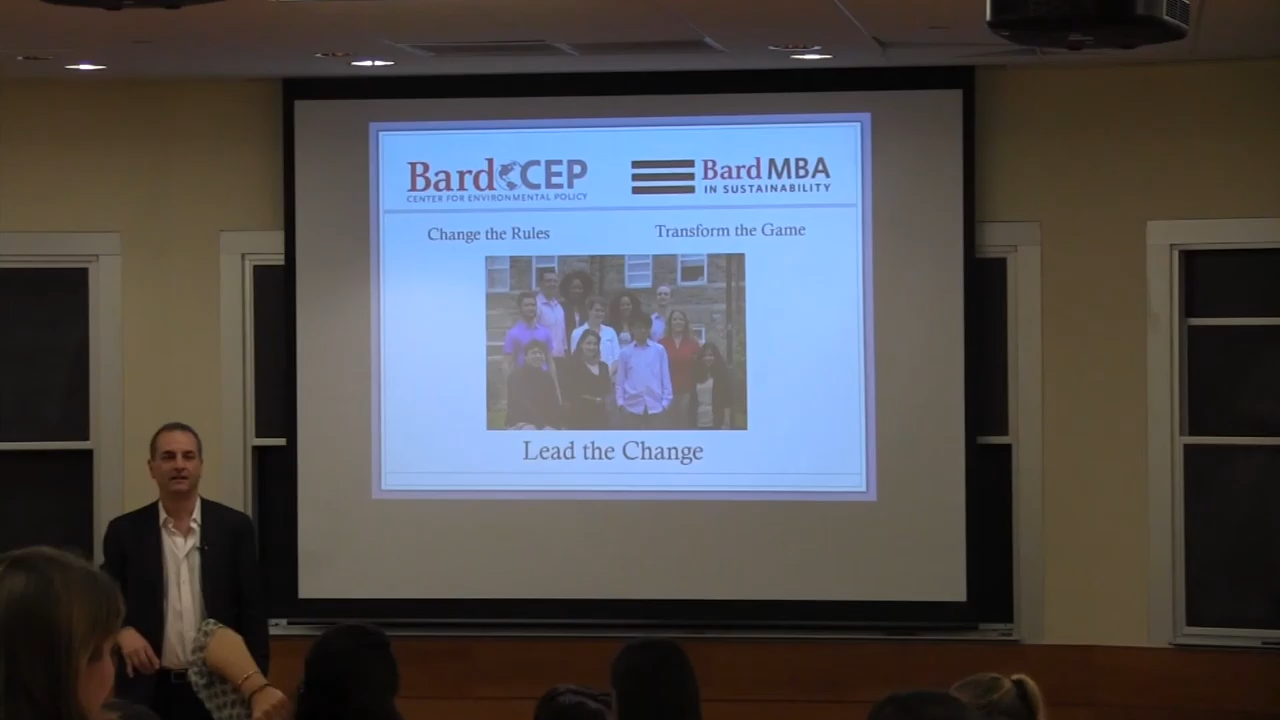 Bard CEP
CENTER FOR ENVIRONMENTAL POLICY
Bard MBA
IN SUSTAINABILITY
Change the Rules
Transform the Game
Lead the Change